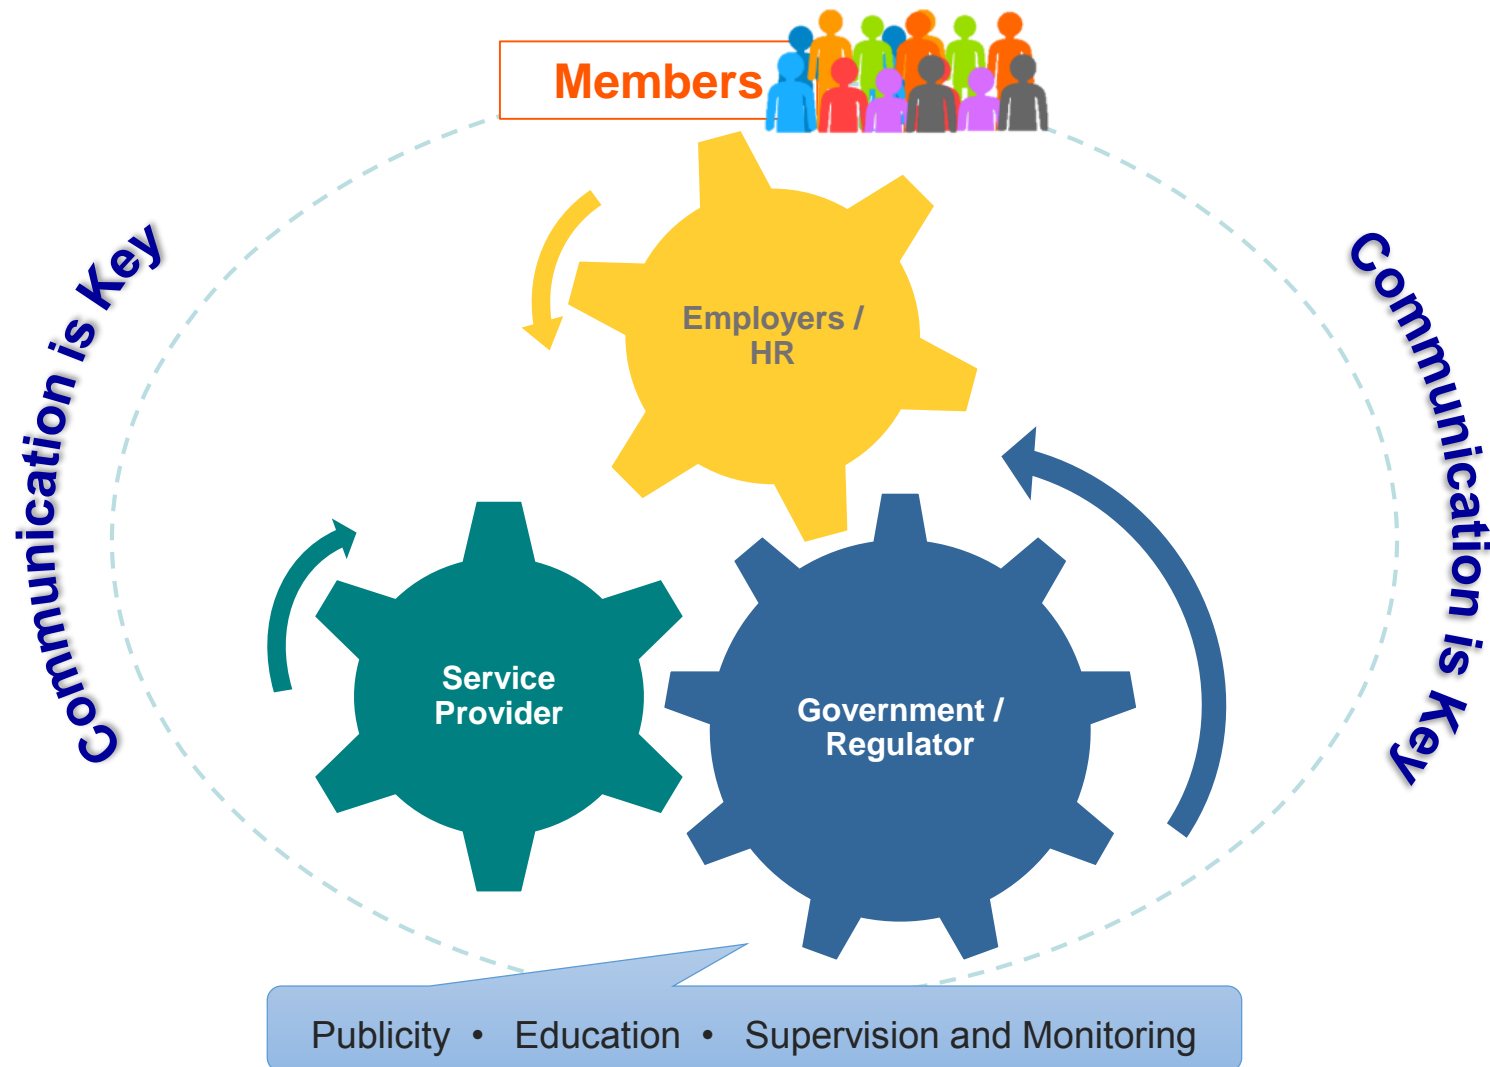 Members
Communication is Key
Communication is Key
Employers /
HR
Service
Provider
Government /
Regulator
Publicity • Education • Supervision and Monitoring